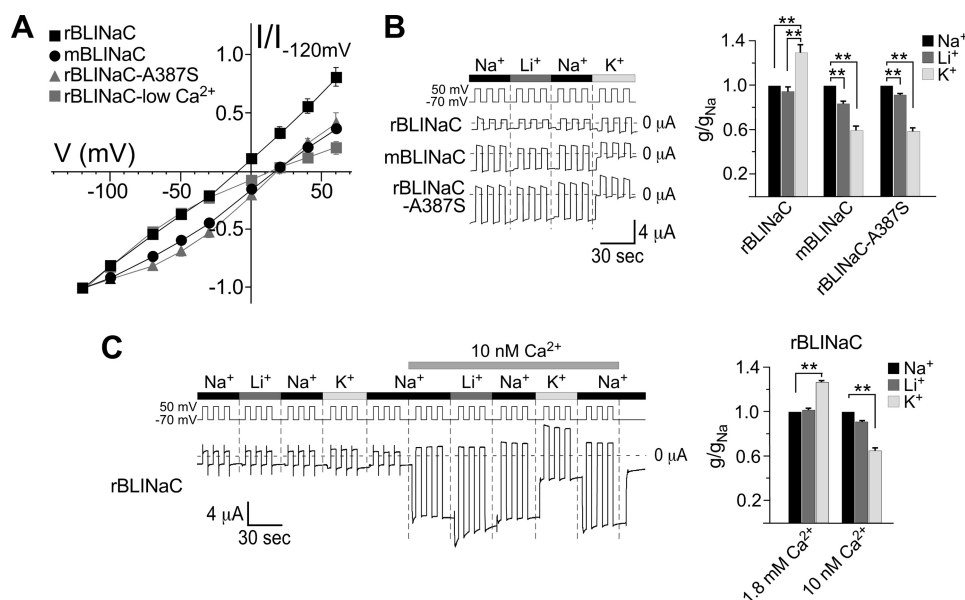 A
rBLINaC
mBLINaC
rBLINaC-A387S
rBLINaC-low Ca²⁺
I/I-120mV
V (mV)
0.5
-100
-50
50
-0.5
-1.0
B
Na⁺ Li⁺ Na⁺ K⁺
50 mV
-70 mV
rBLINaC
0 µA
mBLINaC
0 µA
rBLINaC
-A387S
0 µA
4 µA
30 sec
g/gNa
1.4
1.0
0.6
0.2
** ** ** ** ** **
Na⁺
Li⁺
K⁺
rBLINaC
mBLINaC
rBLINaC-A387S
C
10 nM Ca²⁺
Na⁺ Li⁺ Na⁺ K⁺ Na⁺ Li⁺ Na⁺ K⁺ Na⁺
50 mV
-70 mV
0 µA
rBLINaC
4 µA
30 sec
rBLINaC
g/gNa
1.4
1.0
0.6
0.2
** **
Na⁺
Li⁺
K⁺
1.8 mM Ca²⁺
10 nM Ca²⁺